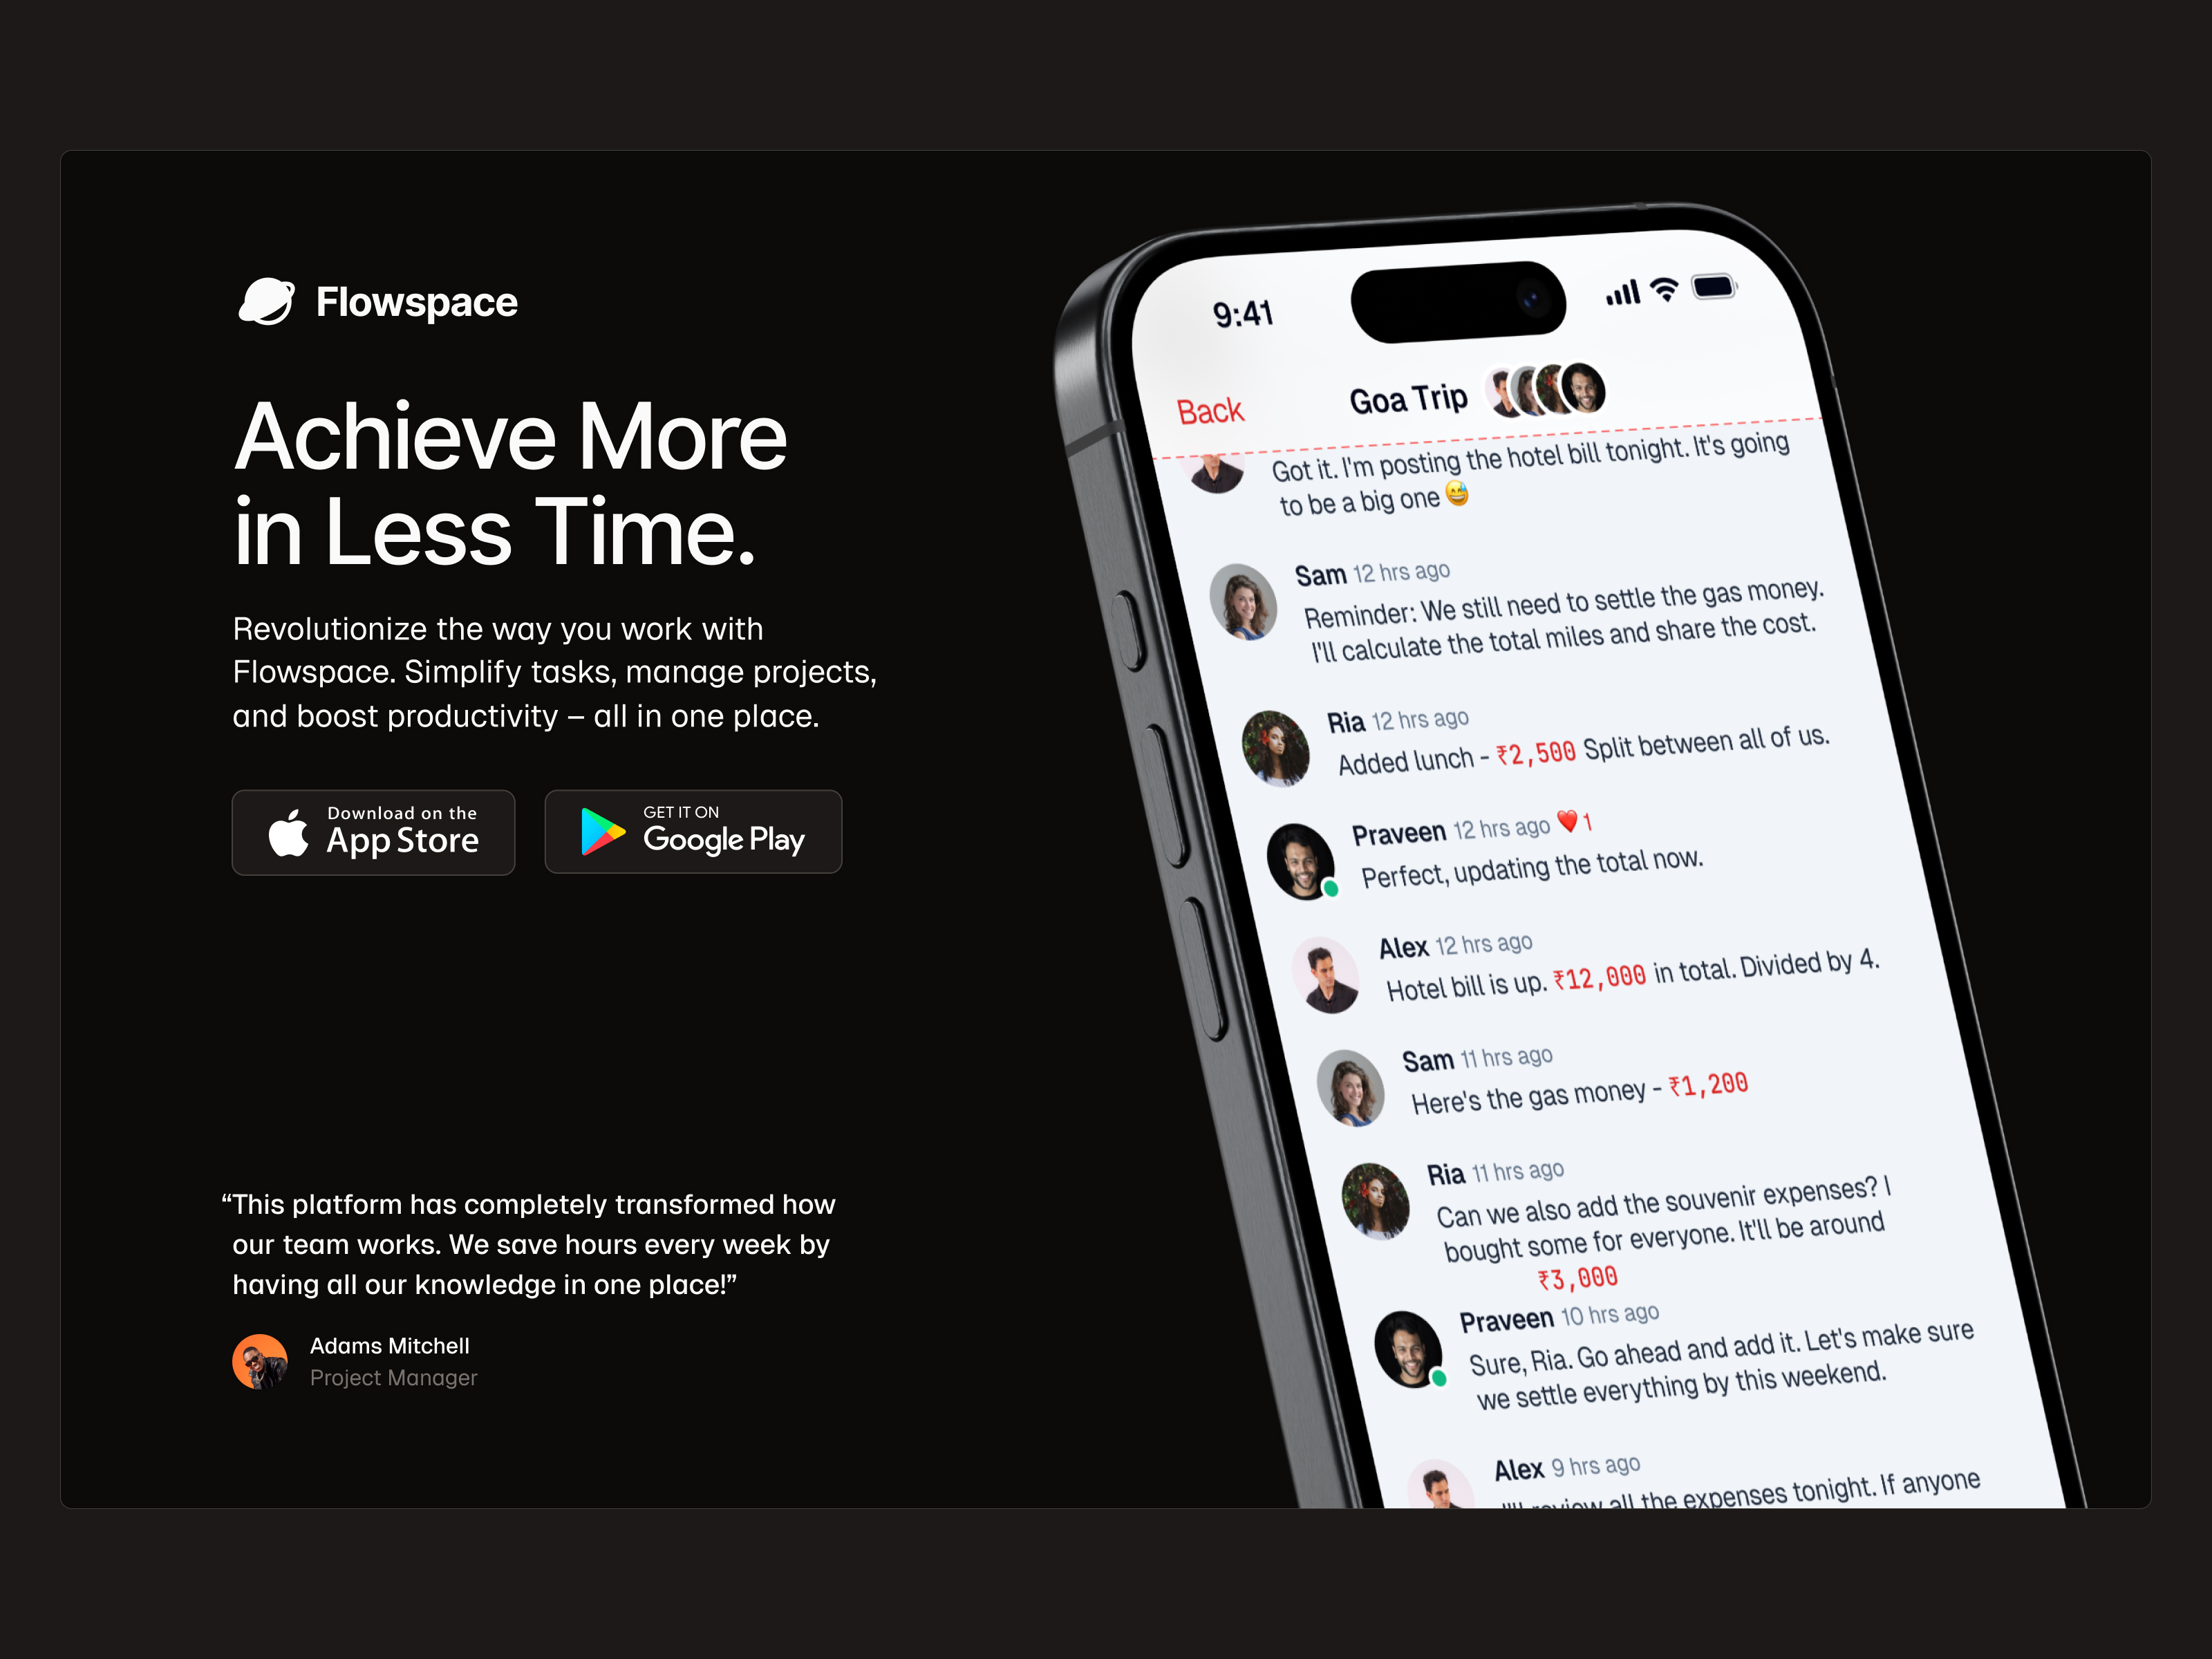 Flowspace
Achieve More
in Less Time.
Revolutionize the way you work with
Flowspace. Simplify tasks, manage projects,
and boost productivity – all in one place.
Download on the
App Store
GET IT ON
Google Play
“This platform has completely transformed how
our team works. We save hours every week by
having all our knowledge in one place!”
Adams Mitchell
Project Manager
9:41
Back
Goa Trip
Got it. I'm posting the hotel bill tonight. It's going
to be a big one 😅
Sam 12 hrs ago
Reminder: We still need to settle the gas money.
I'll calculate the total miles and share the cost.
Ria 12 hrs ago
Added lunch - ₹2,500 Split between all of us.
Praveen 12 hrs ago ❤️ 1
Perfect, updating the total now.
Alex 12 hrs ago
Hotel bill is up. ₹12,000 in total. Divided by 4.
Sam 11 hrs ago
Here's the gas money - ₹1,200
Ria 11 hrs ago
Can we also add the souvenir expenses? I
bought some for everyone. It'll be around
₹3,000
Praveen 10 hrs ago
Sure, Ria. Go ahead and add it. Let's make sure
we settle everything by this weekend.
Alex 9 hrs ago
I'll review all the expenses tonight. If anyone